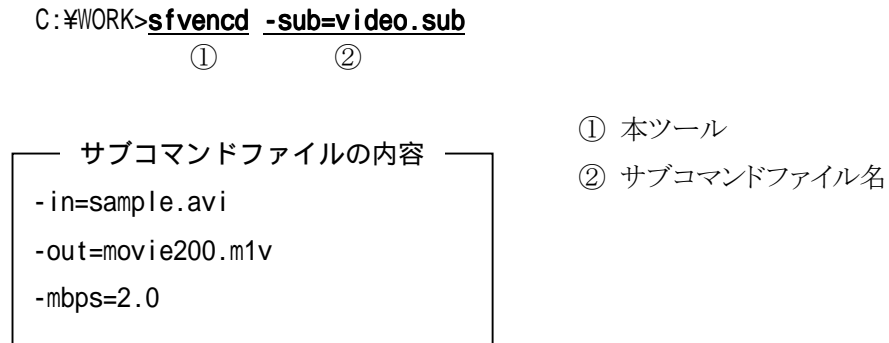 C:¥WORK>sfvencd -sub=video.sub
① ②
① 本ツール
② サブコマンドファイル名
サブコマンドファイルの内容
-in=sample.avi
-out=movie200.m1v
-mbps=2.0